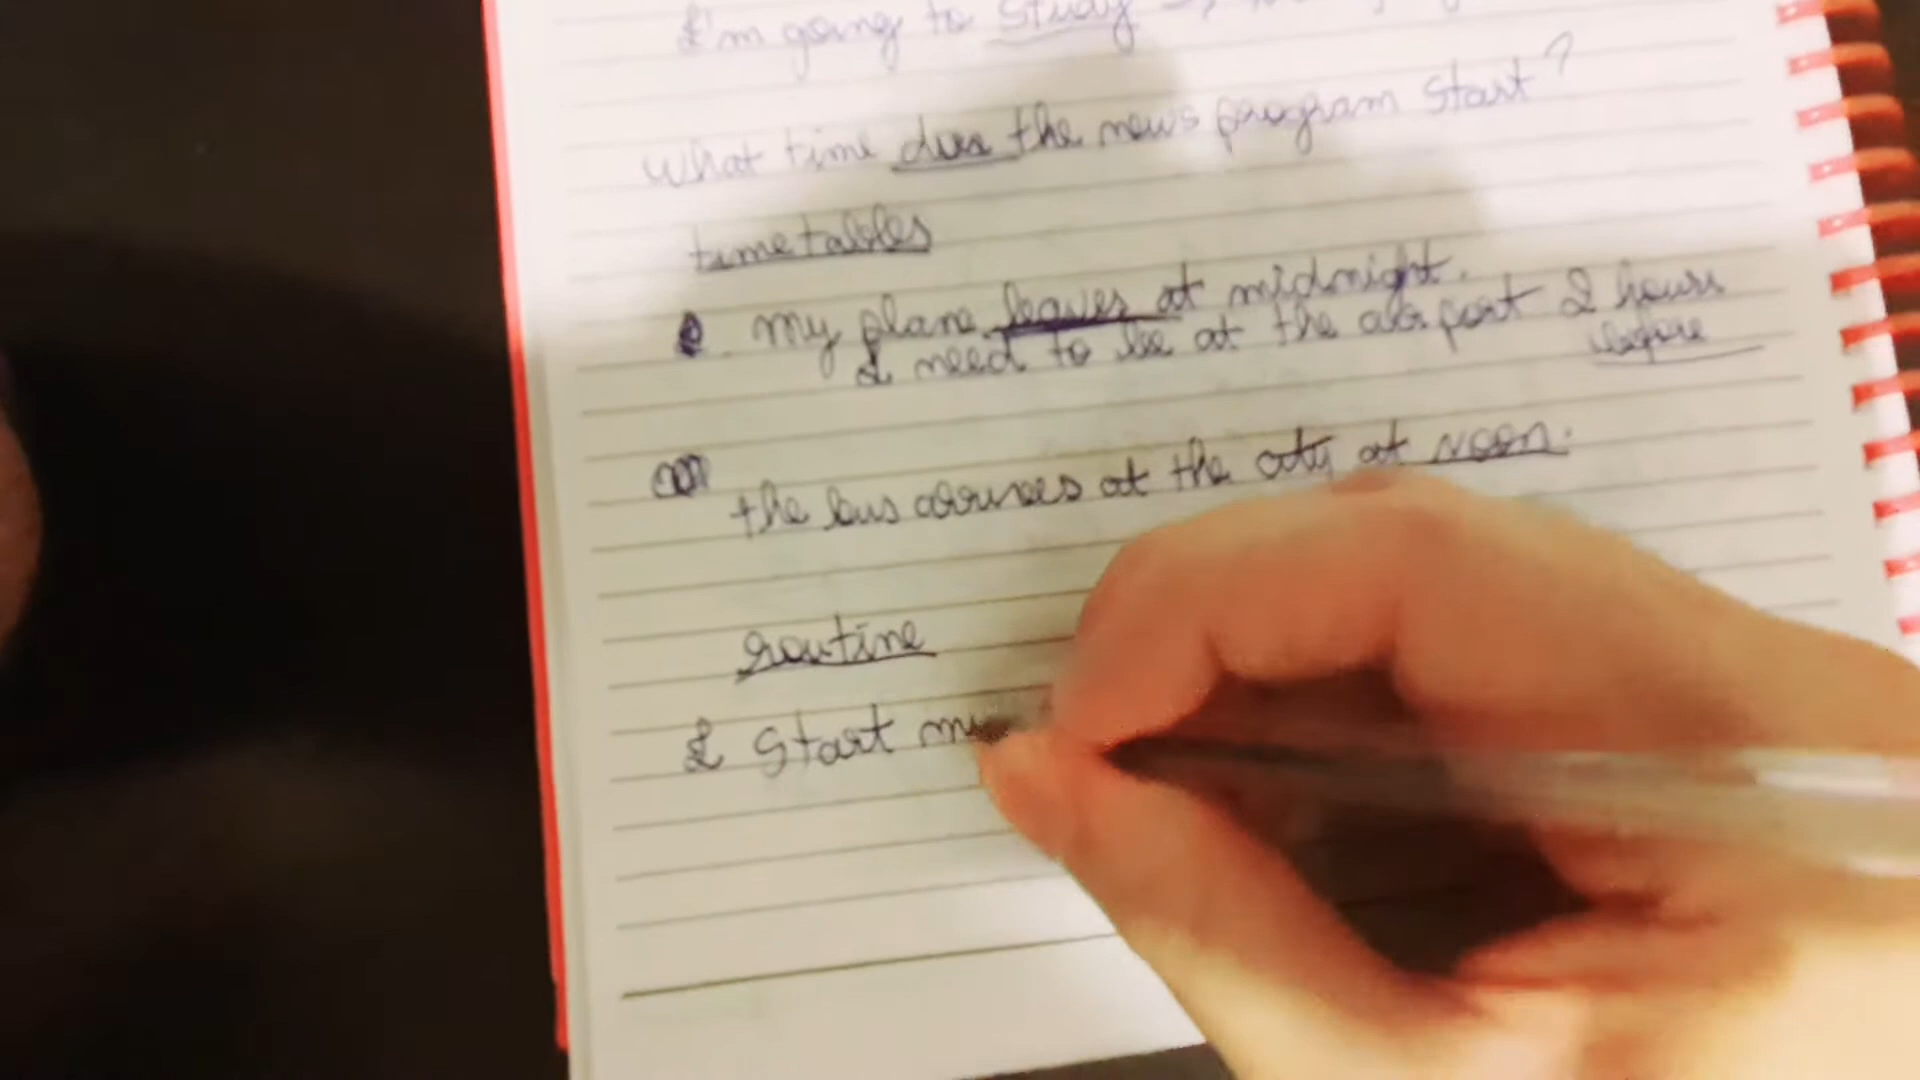 I'm going to study →
What time does the news program start?
timetables
my plane leaves at midnight.
I need to be at the airport 2 hours
before
the bus arrives at the city at noon.
routine
I start my